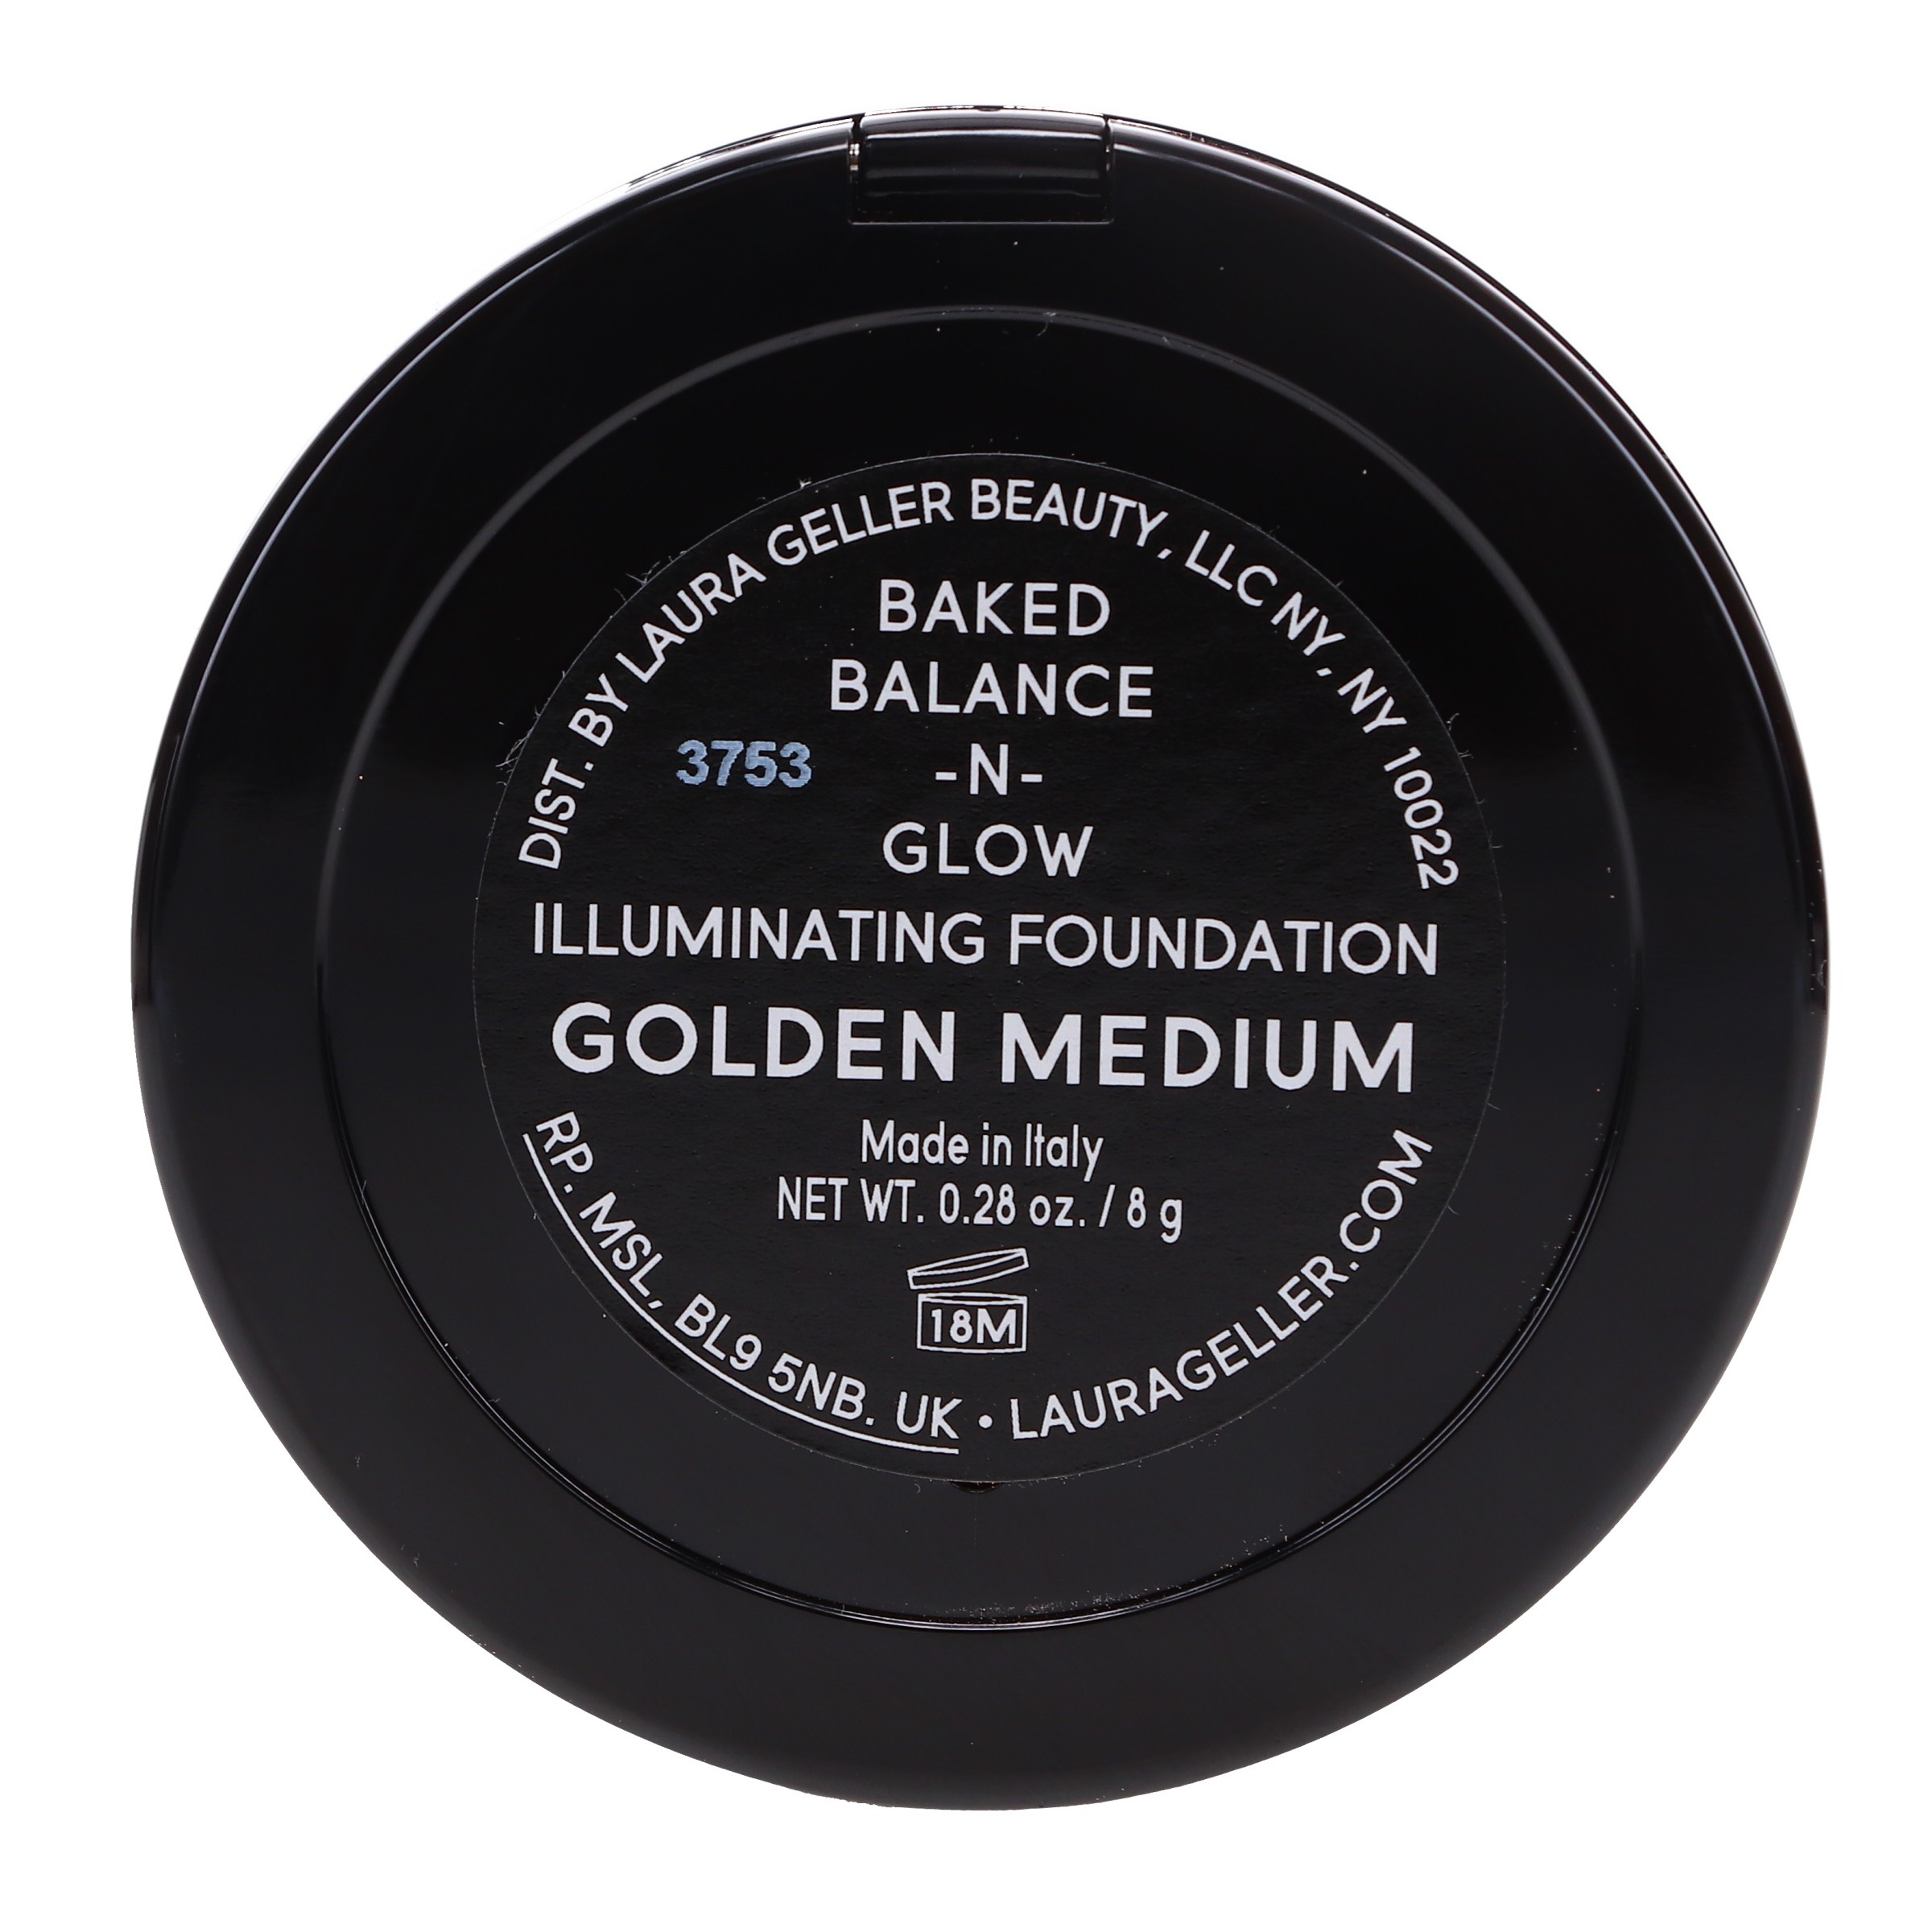 DIST. BY LAURA GELLER BEAUTY, LLC NY, NY 10022
BAKED
BALANCE
3753
-N-
GLOW
ILLUMINATING FOUNDATION
GOLDEN MEDIUM
Made in Italy
NET WT. 0.28 oz. / 8 g
18M
RP. MSL, BL9 5NB. UK • LAURAGELLER.COM